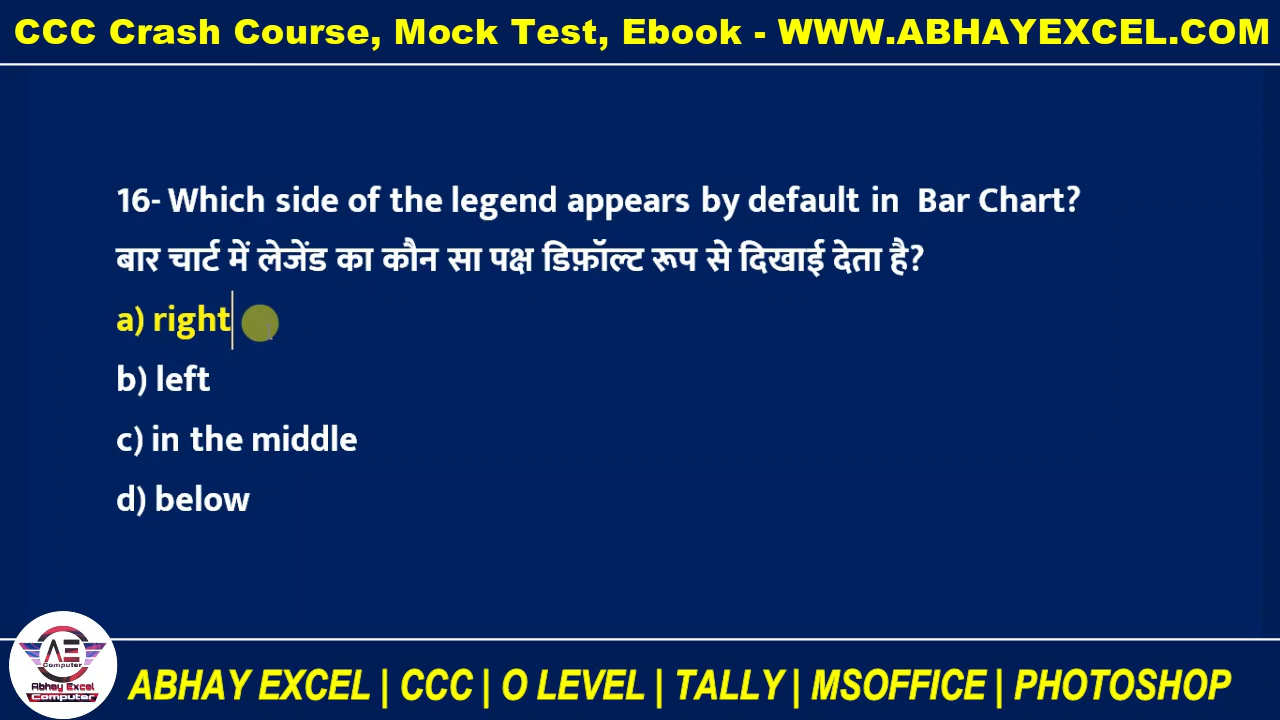 CCC Crash Course, Mock Test, Ebook - WWW.ABHAYEXCEL.COM
16- Which side of the legend appears by default in  Bar Chart?
बार चार्ट में लेजेंड का कौन सा पक्ष डिफ़ॉल्ट रूप से दिखाई देता है?
a) right
b) left
c) in the middle
d) below
AE
Computer
Abhay Excel
Computer
ABHAY EXCEL | CCC | O LEVEL | TALLY | MSOFFICE | PHOTOSHOP